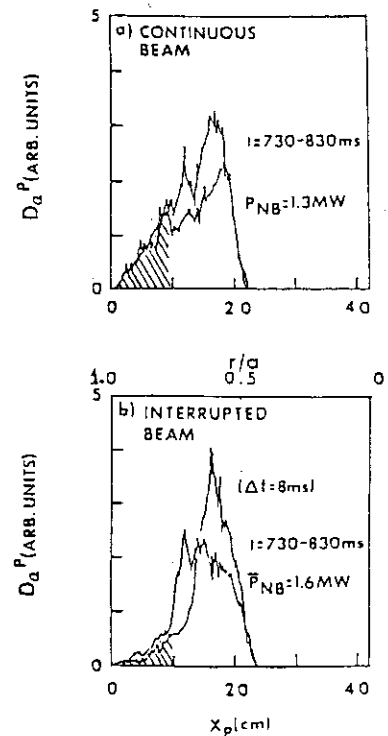 a) CONTINUOUS
BEAM
5
Dα P (ARB. UNITS)
t=730-830ms
PNB=1.3MW
0
0 20 40
r/a
1.0 0.5 0
5
b) INTERRUPTED
BEAM
Dα P (ARB. UNITS)
(Δt=8ms)
t=730-830ms
P̅NB=1.6MW
0
0 20 40
Xp(cm)